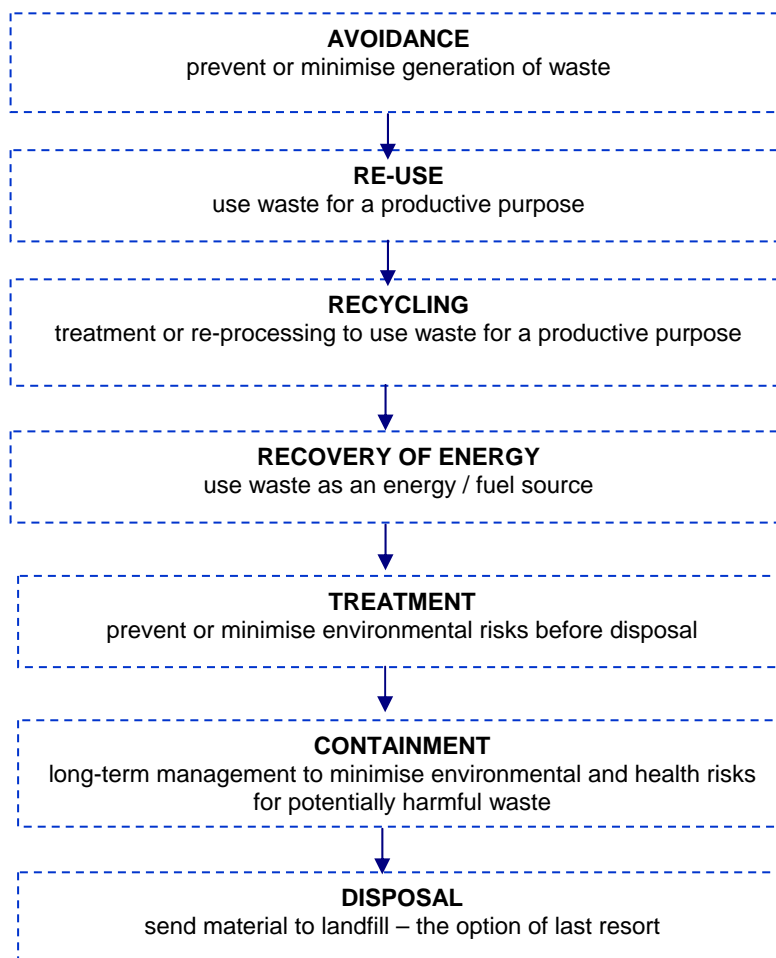 AVOIDANCE
prevent or minimise generation of waste
RE-USE
use waste for a productive purpose
RECYCLING
treatment or re-processing to use waste for a productive purpose
RECOVERY OF ENERGY
use waste as an energy / fuel source
TREATMENT
prevent or minimise environmental risks before disposal
CONTAINMENT
long-term management to minimise environmental and health risks
for potentially harmful waste
DISPOSAL
send material to landfill – the option of last resort